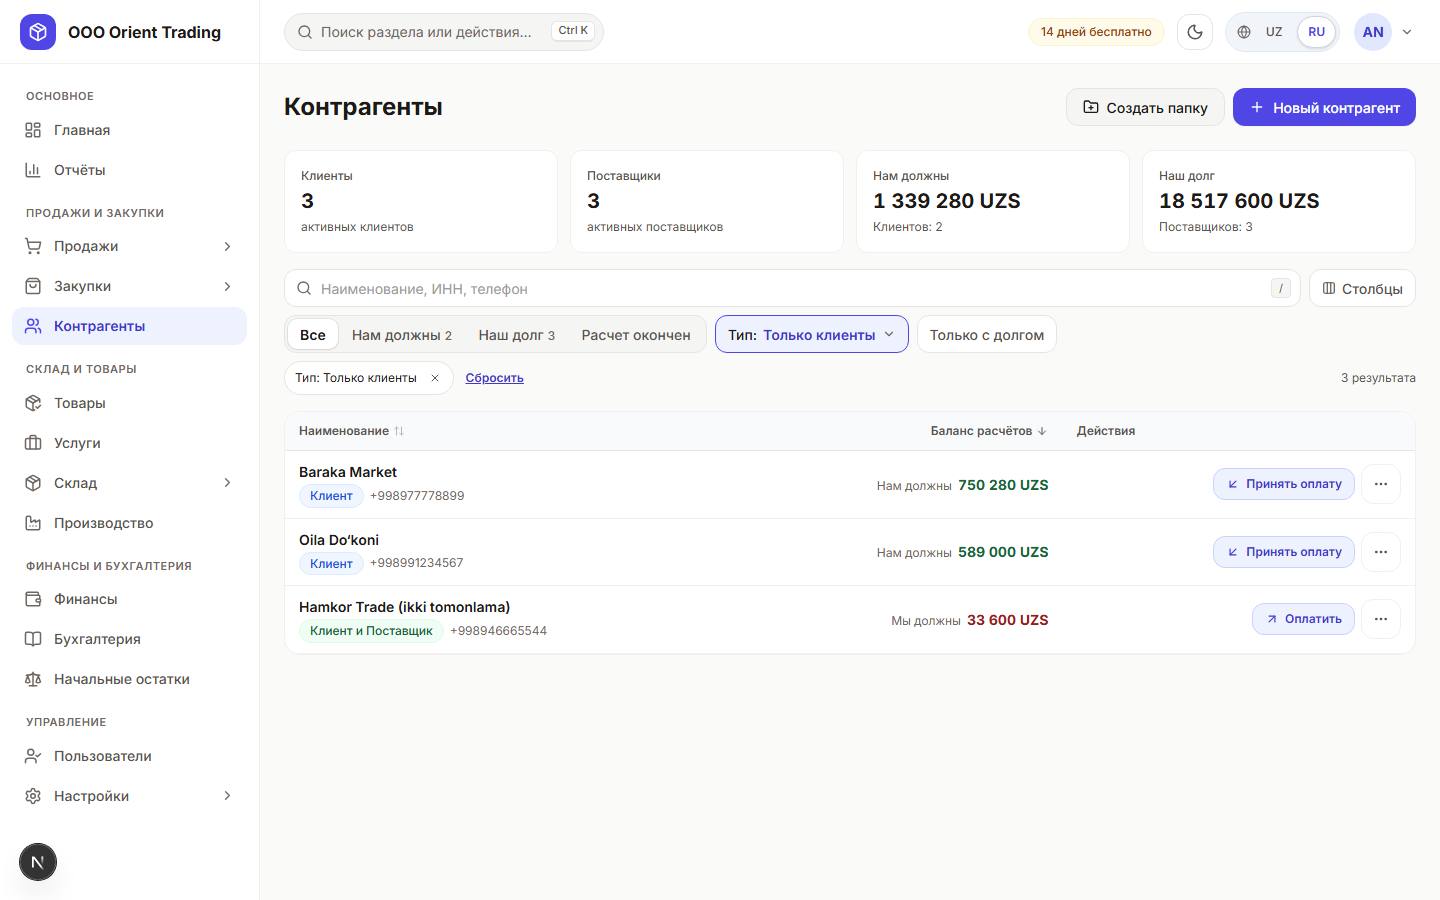 OOO Orient Trading
Поиск раздела или действия...
Ctrl K
14 дней бесплатно
UZ
RU
AN
ОСНОВНОЕ
Главная
Отчёты
ПРОДАЖИ И ЗАКУПКИ
Продажи
Закупки
Контрагенты
СКЛАД И ТОВАРЫ
Товары
Услуги
Склад
Производство
ФИНАНСЫ И БУХГАЛТЕРИЯ
Финансы
Бухгалтерия
Начальные остатки
УПРАВЛЕНИЕ
Пользователи
Настройки
N
Контрагенты
Создать папку
Новый контрагент
Клиенты
3
активных клиентов
Поставщики
3
активных поставщиков
Нам должны
1 339 280 UZS
Клиентов: 2
Наш долг
18 517 600 UZS
Поставщиков: 3
Наименование, ИНН, телефон
/
Столбцы
Все
Нам должны 2
Наш долг 3
Расчет окончен
Тип: Только клиенты
Только с долгом
Тип: Только клиенты
Сбросить
3 результата
Наименование
Баланс расчётов
Действия
Baraka Market
Клиент +998977778899
Нам должны 750 280 UZS
Принять оплату
Oila Do‘koni
Клиент +998991234567
Нам должны 589 000 UZS
Принять оплату
Hamkor Trade (ikki tomonlama)
Клиент и Поставщик +998946665544
Мы должны 33 600 UZS
Оплатить